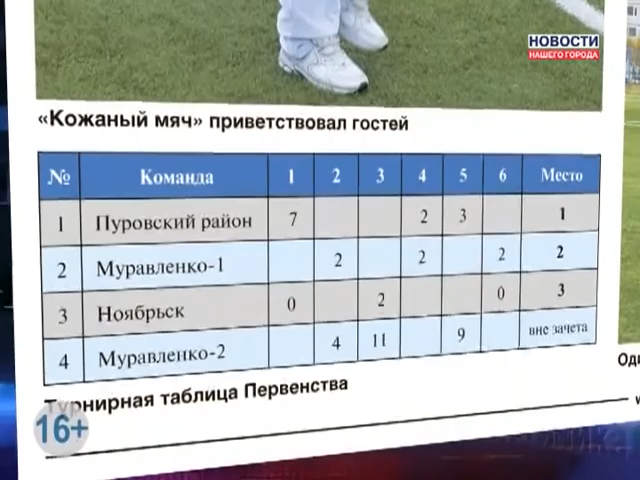 НОВОСТИ
НАШЕГО ГОРОДА
«Кожаный мяч» приветствовал гостей
№ Команда 1 2 3 4 5 6 Место
1 Пуровский район 7 2 3 1
2 Муравленко-1 2 2 2 2
3 Ноябрьск 0 2 0 3
4 Муравленко-2 4 11 9 вне зачета
Турнирная таблица Первенства
16+